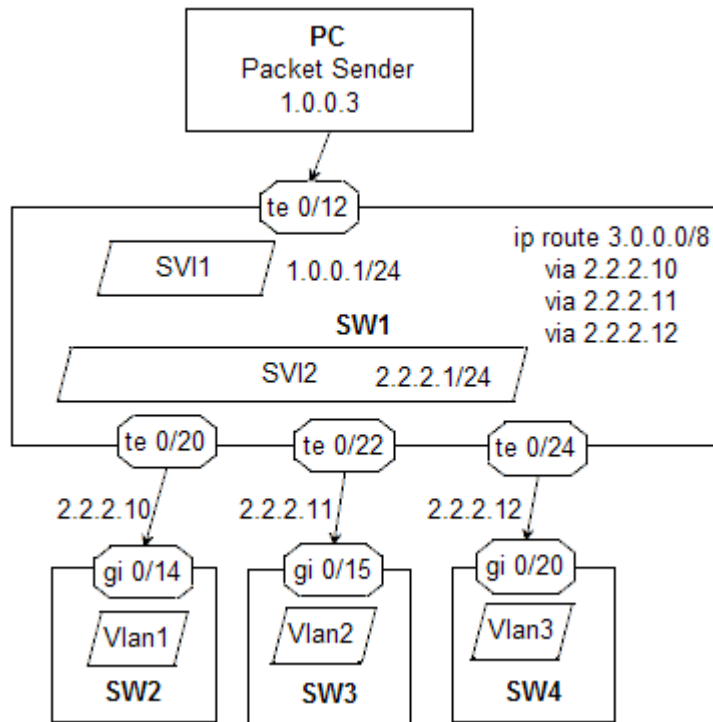 PC
Packet Sender
1.0.0.3
te 0/12
ip route 3.0.0.0/8
via 2.2.2.10
via 2.2.2.11
via 2.2.2.12
SVI1
1.0.0.1/24
SW1
SVI2
2.2.2.1/24
te 0/20
te 0/22
te 0/24
2.2.2.10
2.2.2.11
2.2.2.12
gi 0/14
gi 0/15
gi 0/20
Vlan1
Vlan2
Vlan3
SW2
SW3
SW4